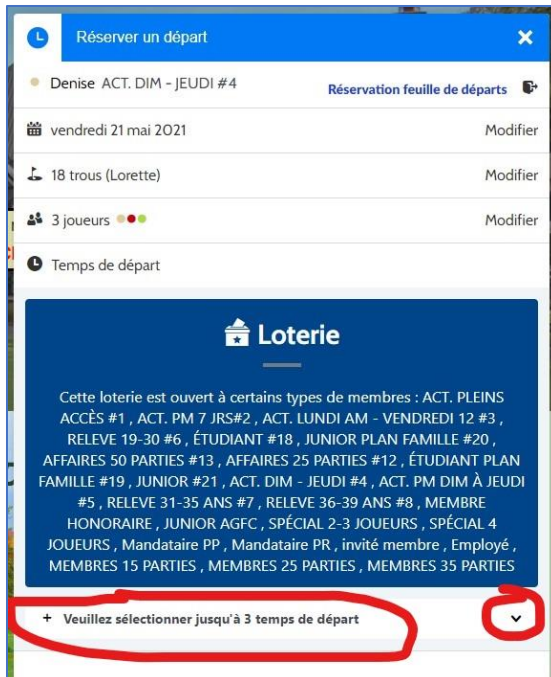 Réserver un départ
Denise ACT. DIM - JEUDI #4 Réservation feuille de départs
vendredi 21 mai 2021 Modifier
18 trous (Lorette) Modifier
3 joueurs Modifier
Temps de départ
Loterie
Cette loterie est ouvert à certains types de membres : ACT. PLEINS
ACCÈS #1 , ACT. PM 7 JRS#2 , ACT. LUNDI AM - VENDREDI 12 #3 ,
RELEVE 19-30 #6 , ÉTUDIANT #18 , JUNIOR PLAN FAMILLE #20 ,
AFFAIRES 50 PARTIES #13 , AFFAIRES 25 PARTIES #12 , ÉTUDIANT PLAN
FAMILLE #19 , JUNIOR #21 , ACT. DIM - JEUDI #4 , ACT. PM DIM À JEUDI
#5 , RELEVE 31-35 ANS #7 , RELEVE 36-39 ANS #8 , MEMBRE
HONORAIRE , JUNIOR AGFC , SPÉCIAL 2-3 JOUEURS , SPÉCIAL 4
JOUEURS , Mandataire PP , Mandataire PR , invité membre , Employé ,
MEMBRES 15 PARTIES , MEMBRES 25 PARTIES , MEMBRES 35 PARTIES
+ Veuillez sélectionner jusqu'à 3 temps de départ